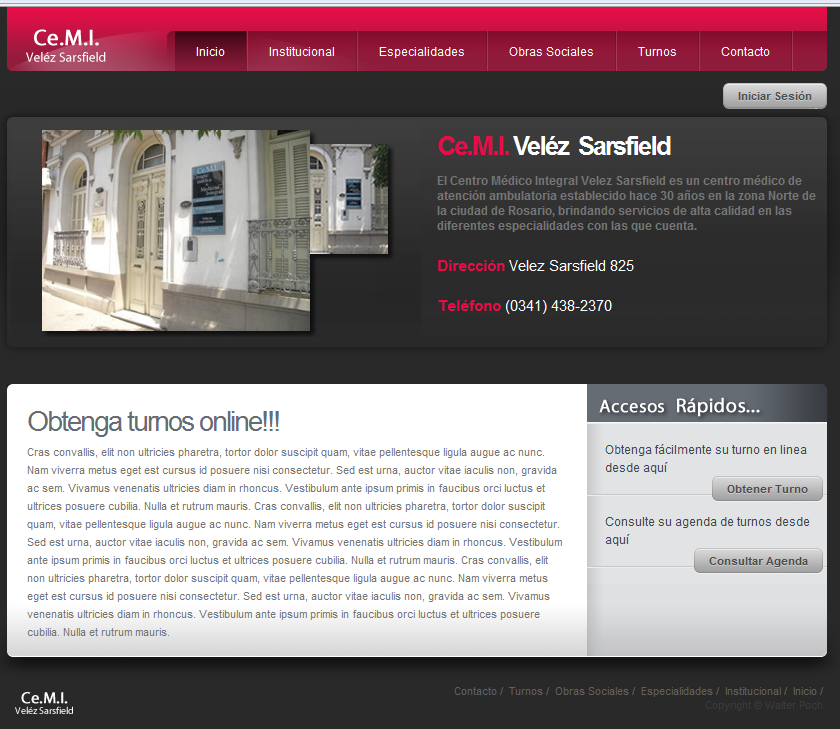 Ce.M.I.
Veléz Sarsfield
Inicio
Institucional
Especialidades
Obras Sociales
Turnos
Contacto
Iniciar Sesión
Ce.M.I.
Ce.M.I. Veléz Sarsfield
El Centro Médico Integral Velez Sarsfield es un centro médico de
atención ambulatoria establecido hace 30 años en la zona Norte de
la ciudad de Rosario, brindando servicios de alta calidad en las
diferentes especialidades con las que cuenta.
Dirección Velez Sarsfield 825
Teléfono (0341) 438-2370
Obtenga turnos online!!!
Cras convallis, elit non ultricies pharetra, tortor dolor suscipit quam, vitae pellentesque ligula augue ac nunc.
Nam viverra metus eget est cursus id posuere nisi consectetur. Sed est urna, auctor vitae iaculis non, gravida
ac sem. Vivamus venenatis ultricies diam in rhoncus. Vestibulum ante ipsum primis in faucibus orci luctus et
ultrices posuere cubilia. Nulla et rutrum mauris. Cras convallis, elit non ultricies pharetra, tortor dolor suscipit
quam, vitae pellentesque ligula augue ac nunc. Nam viverra metus eget est cursus id posuere nisi consectetur.
Sed est urna, auctor vitae iaculis non, gravida ac sem. Vivamus venenatis ultricies diam in rhoncus. Vestibulum
ante ipsum primis in faucibus orci luctus et ultrices posuere cubilia. Nulla et rutrum mauris. Cras convallis, elit
non ultricies pharetra, tortor dolor suscipit quam, vitae pellentesque ligula augue ac nunc. Nam viverra metus
eget est cursus id posuere nisi consectetur. Sed est urna, auctor vitae iaculis non, gravida ac sem. Vivamus
venenatis ultricies diam in rhoncus. Vestibulum ante ipsum primis in faucibus orci luctus et ultrices posuere
cubilia. Nulla et rutrum mauris.
Accesos Rápidos...
Obtenga fácilmente su turno en linea
desde aquí
Obtener Turno
Consulte su agenda de turnos desde
aquí
Consultar Agenda
Ce.M.I.
Veléz Sarsfield
Contacto / Turnos / Obras Sociales / Especialidades / Institucional / Inicio /
Copyright © Walter Poch.